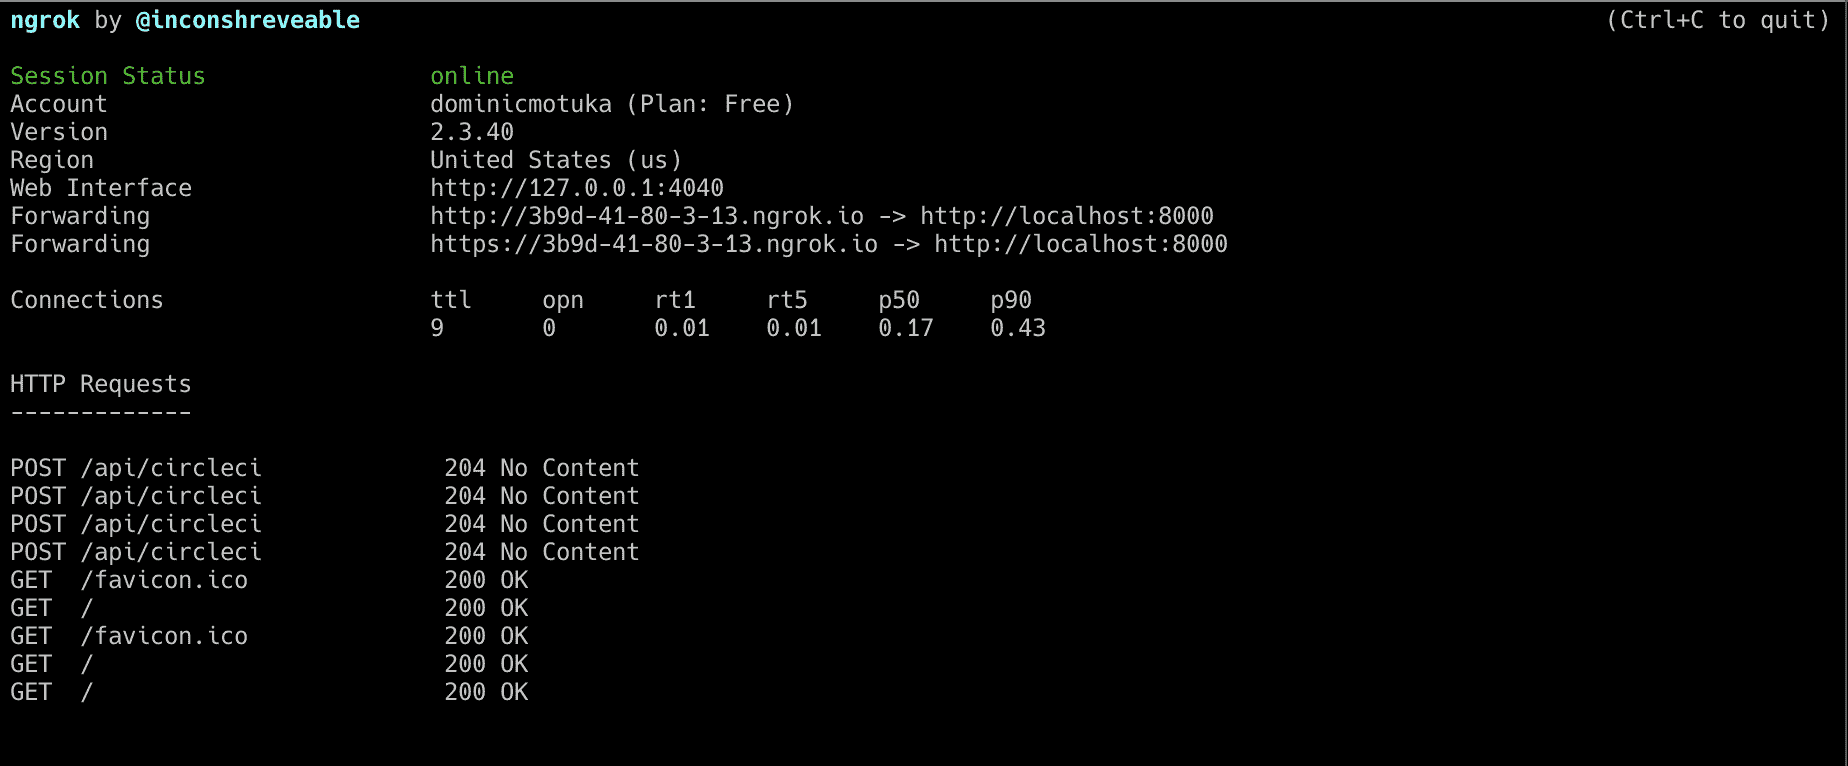 ngrok by @inconshreveable (Ctrl+C to quit)
Session Status online
Account dominicmotuka (Plan: Free)
Version 2.3.40
Region United States (us)
Web Interface http://127.0.0.1:4040
Forwarding http://3b9d-41-80-3-13.ngrok.io -> http://localhost:8000
Forwarding https://3b9d-41-80-3-13.ngrok.io -> http://localhost:8000
Connections ttl opn rt1 rt5 p50 p90
9 0 0.01 0.01 0.17 0.43
HTTP Requests
-------------
POST /api/circleci 204 No Content
POST /api/circleci 204 No Content
POST /api/circleci 204 No Content
POST /api/circleci 204 No Content
GET /favicon.ico 200 OK
GET / 200 OK
GET /favicon.ico 200 OK
GET / 200 OK
GET / 200 OK